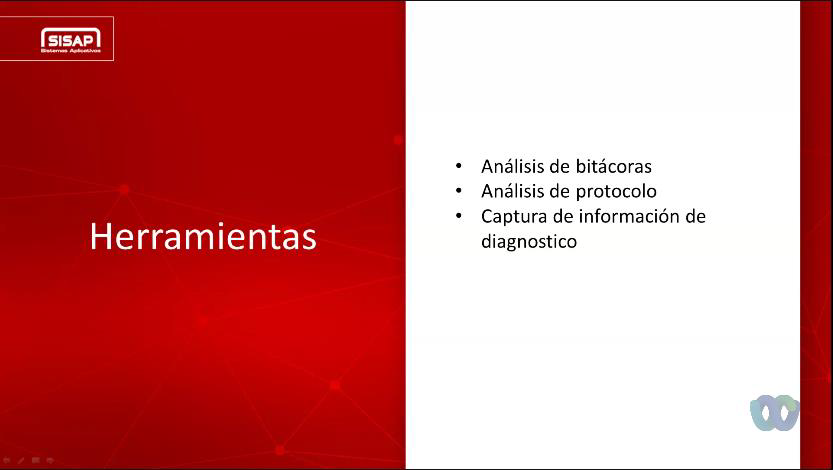 SISAP
Sistemas Aplicativos
Herramientas
• Análisis de bitácoras
• Análisis de protocolo
• Captura de información de
diagnostico